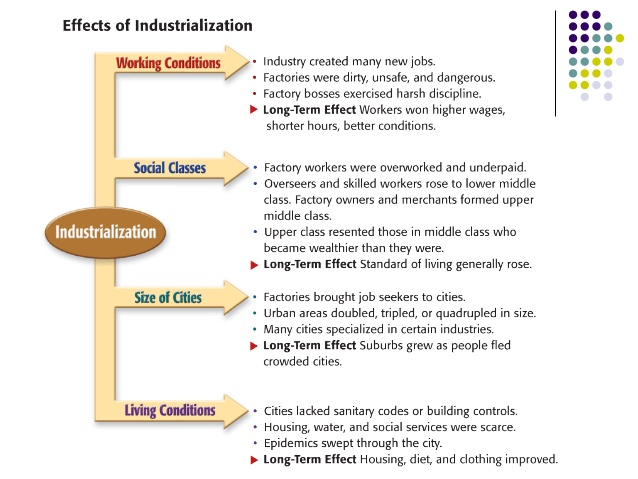 Effects of Industrialization
Working Conditions
• Industry created many new jobs.
• Factories were dirty, unsafe, and dangerous.
• Factory bosses exercised harsh discipline.
▶ Long-Term Effect Workers won higher wages,
shorter hours, better conditions.
Social Classes
• Factory workers were overworked and underpaid.
• Overseers and skilled workers rose to lower middle
class. Factory owners and merchants formed upper
middle class.
• Upper class resented those in middle class who
became wealthier than they were.
▶ Long-Term Effect Standard of living generally rose.
Industrialization
Size of Cities
• Factories brought job seekers to cities.
• Urban areas doubled, tripled, or quadrupled in size.
• Many cities specialized in certain industries.
▶ Long-Term Effect Suburbs grew as people fled
crowded cities.
Living Conditions
• Cities lacked sanitary codes or building controls.
• Housing, water, and social services were scarce.
• Epidemics swept through the city.
▶ Long-Term Effect Housing, diet, and clothing improved.